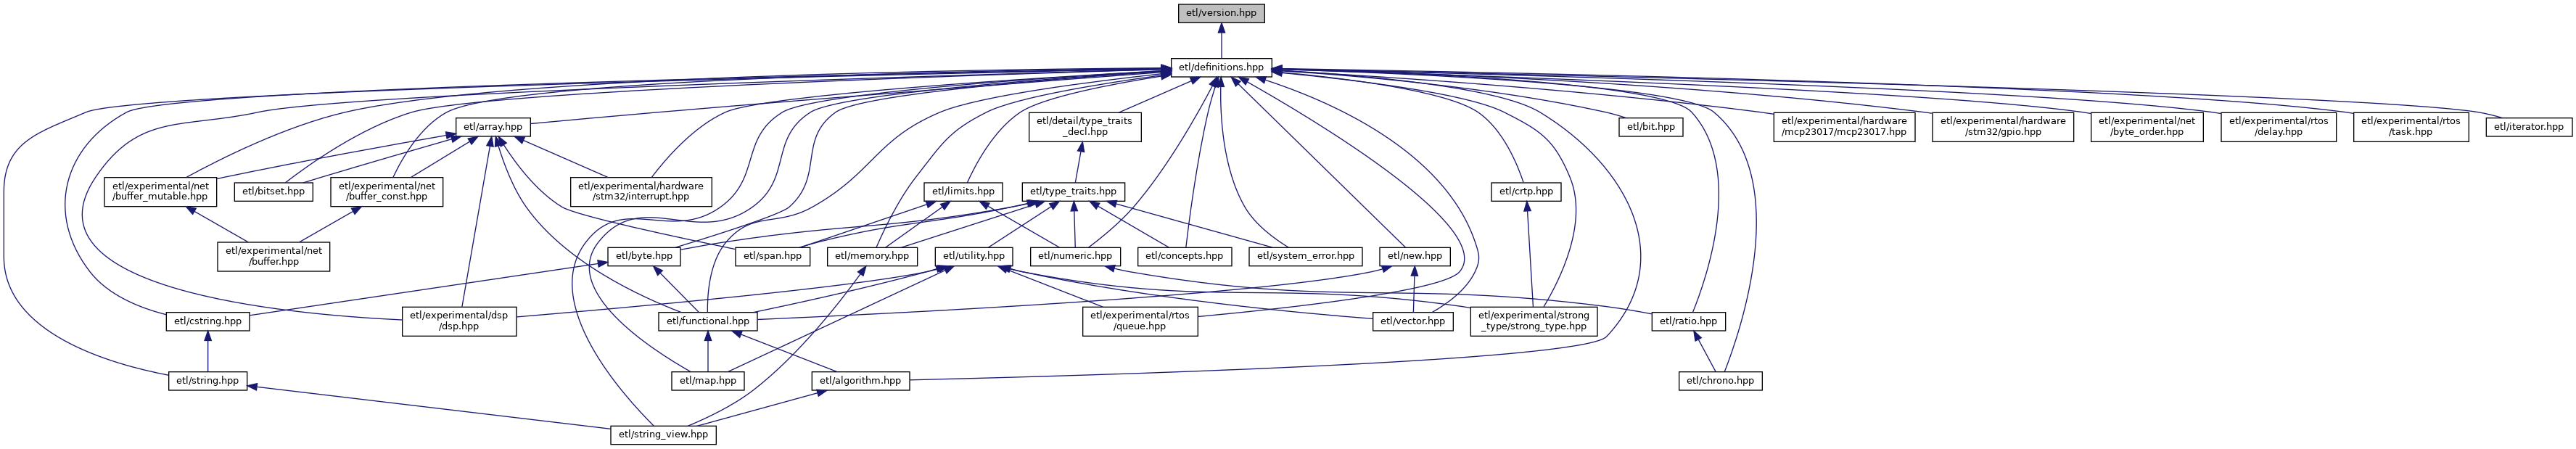 etl/version.hpp
etl/definitions.hpp
etl/array.hpp
etl/detail/type_traits
_decl.hpp
etl/bit.hpp
etl/experimental/hardware
/mcp23017/mcp23017.hpp
etl/experimental/hardware
/stm32/gpio.hpp
etl/experimental/net
/byte_order.hpp
etl/experimental/rtos
/delay.hpp
etl/experimental/rtos
/task.hpp
etl/iterator.hpp
etl/experimental/net
/buffer_mutable.hpp
etl/bitset.hpp
etl/experimental/net
/buffer_const.hpp
etl/experimental/hardware
/stm32/interrupt.hpp
etl/limits.hpp
etl/type_traits.hpp
etl/crtp.hpp
etl/experimental/net
/buffer.hpp
etl/byte.hpp
etl/span.hpp
etl/memory.hpp
etl/utility.hpp
etl/numeric.hpp
etl/concepts.hpp
etl/system_error.hpp
etl/new.hpp
etl/cstring.hpp
etl/experimental/dsp
/dsp.hpp
etl/functional.hpp
etl/experimental/rtos
/queue.hpp
etl/vector.hpp
etl/experimental/strong
_type/strong_type.hpp
etl/ratio.hpp
etl/string.hpp
etl/map.hpp
etl/algorithm.hpp
etl/chrono.hpp
etl/string_view.hpp